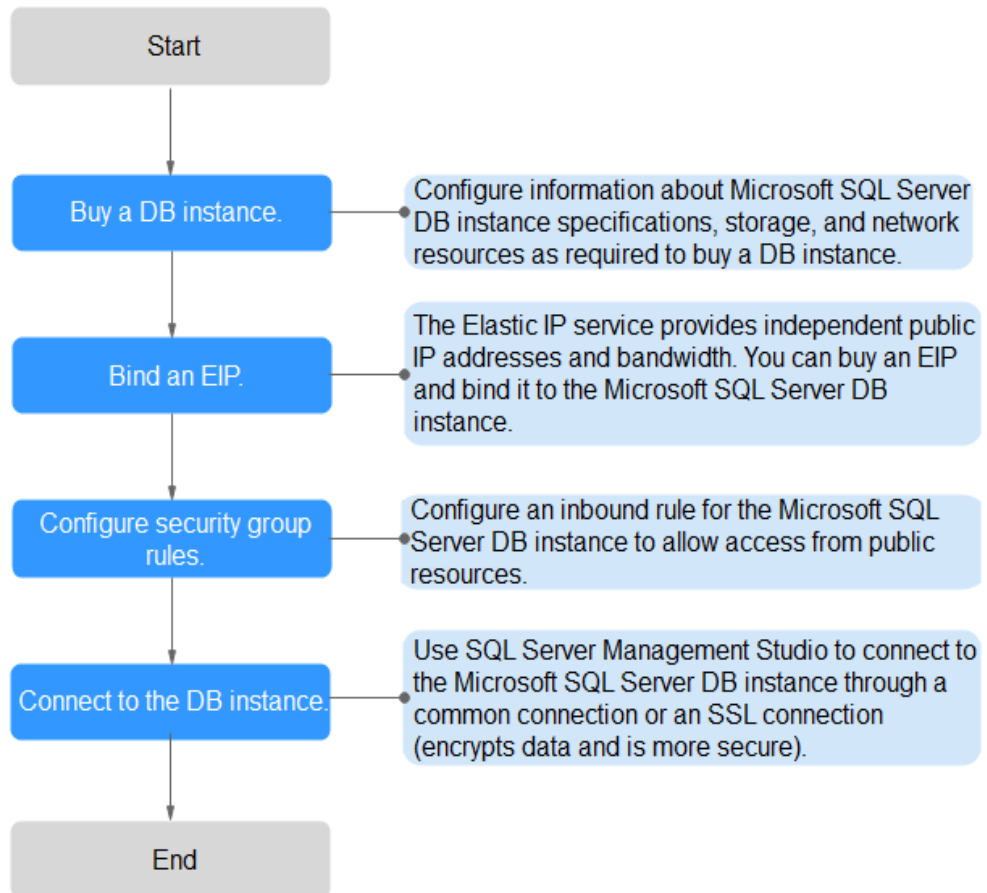 Start
Buy a DB instance.
Configure information about Microsoft SQL Server
DB instance specifications, storage, and network
resources as required to buy a DB instance.
Bind an EIP.
The Elastic IP service provides independent public
IP addresses and bandwidth. You can buy an EIP
and bind it to the Microsoft SQL Server DB
instance.
Configure security group
rules.
Configure an inbound rule for the Microsoft SQL
Server DB instance to allow access from public
resources.
Connect to the DB instance.
Use SQL Server Management Studio to connect to
the Microsoft SQL Server DB instance through a
common connection or an SSL connection
(encrypts data and is more secure).
End